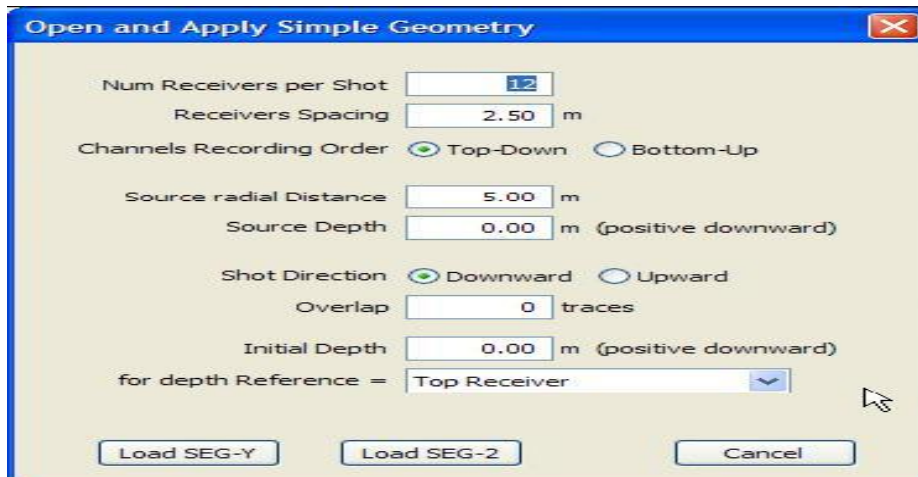 Open and Apply Simple Geometry
Num Receivers per Shot 12
Receivers Spacing 2.50 m
Channels Recording Order Top-Down Bottom-Up
Source radial Distance 5.00 m
Source Depth 0.00 m (positive downward)
Shot Direction Downward Upward
Overlap 0 traces
Initial Depth 0.00 m (positive downward)
for depth Reference = Top Receiver
Load SEG-Y Load SEG-2 Cancel